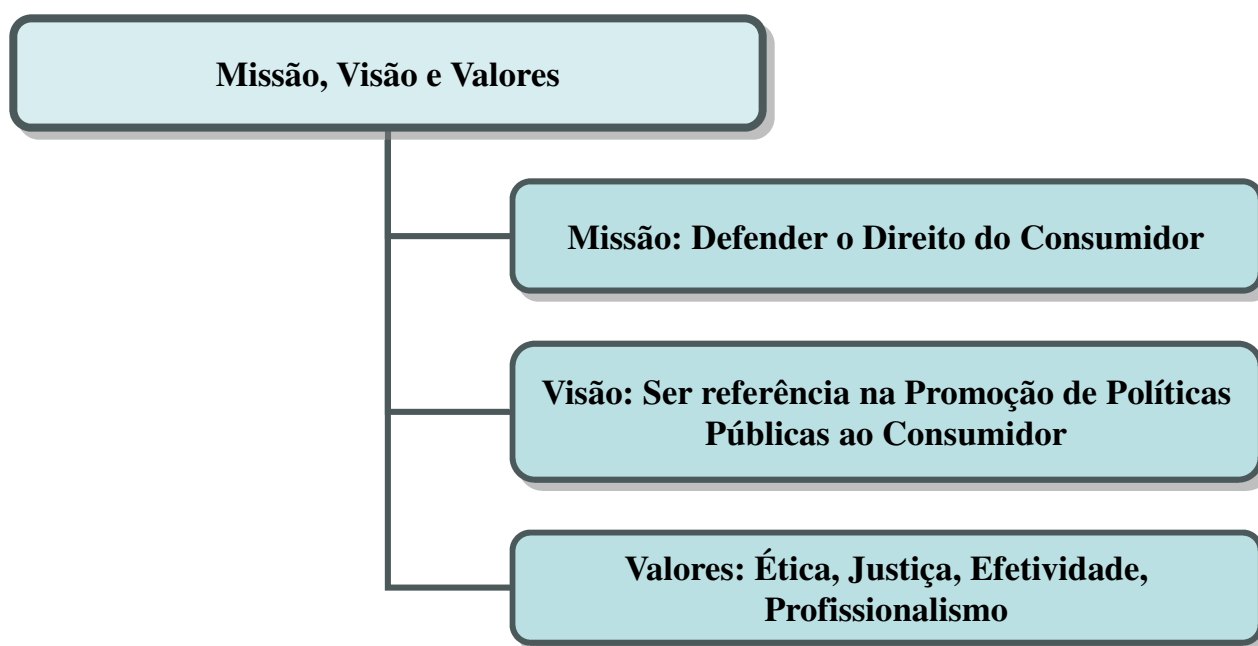 Missão, Visão e Valores
Missão: Defender o Direito do Consumidor
Visão: Ser referência na Promoção de Políticas
Públicas ao Consumidor
Valores: Ética, Justiça, Efetividade,
Profissionalismo